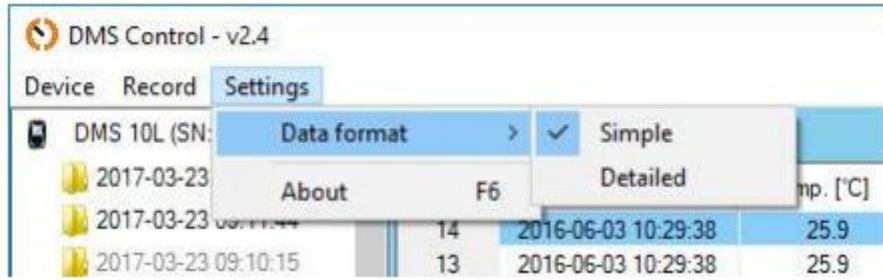 DMS Control - v2.4
Device Record Settings
DMS 10L (SN:
Data format > Simple
Detailed
About F6
2017-03-23
2017-03-23
2017-03-23 09:10:15
mp. [°C]
14 2016-06-03 10:29:38 25.9
13 2016-06-03 10:29:38 25.9